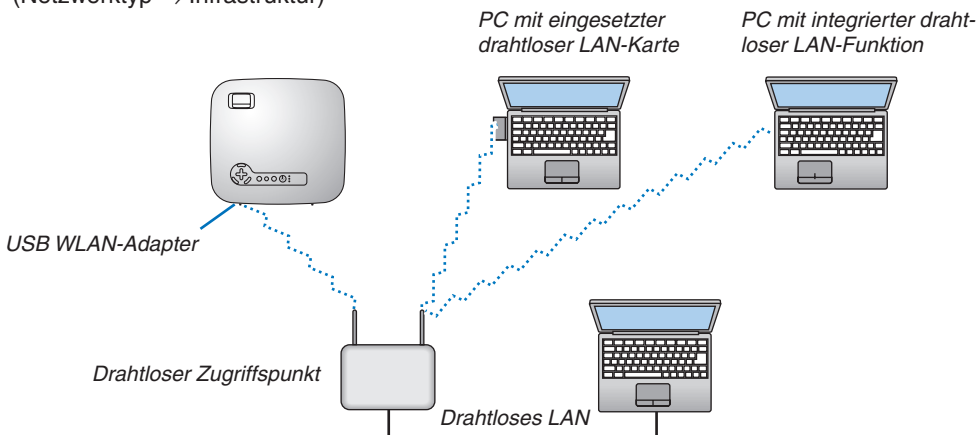 (Netzwerktyp → Infrastruktur)
PC mit eingesetzter
drahtloser LAN-Karte
PC mit integrierter draht-
loser LAN-Funktion
USB WLAN-Adapter
Drahtloser Zugriffspunkt
Drahtloses LAN